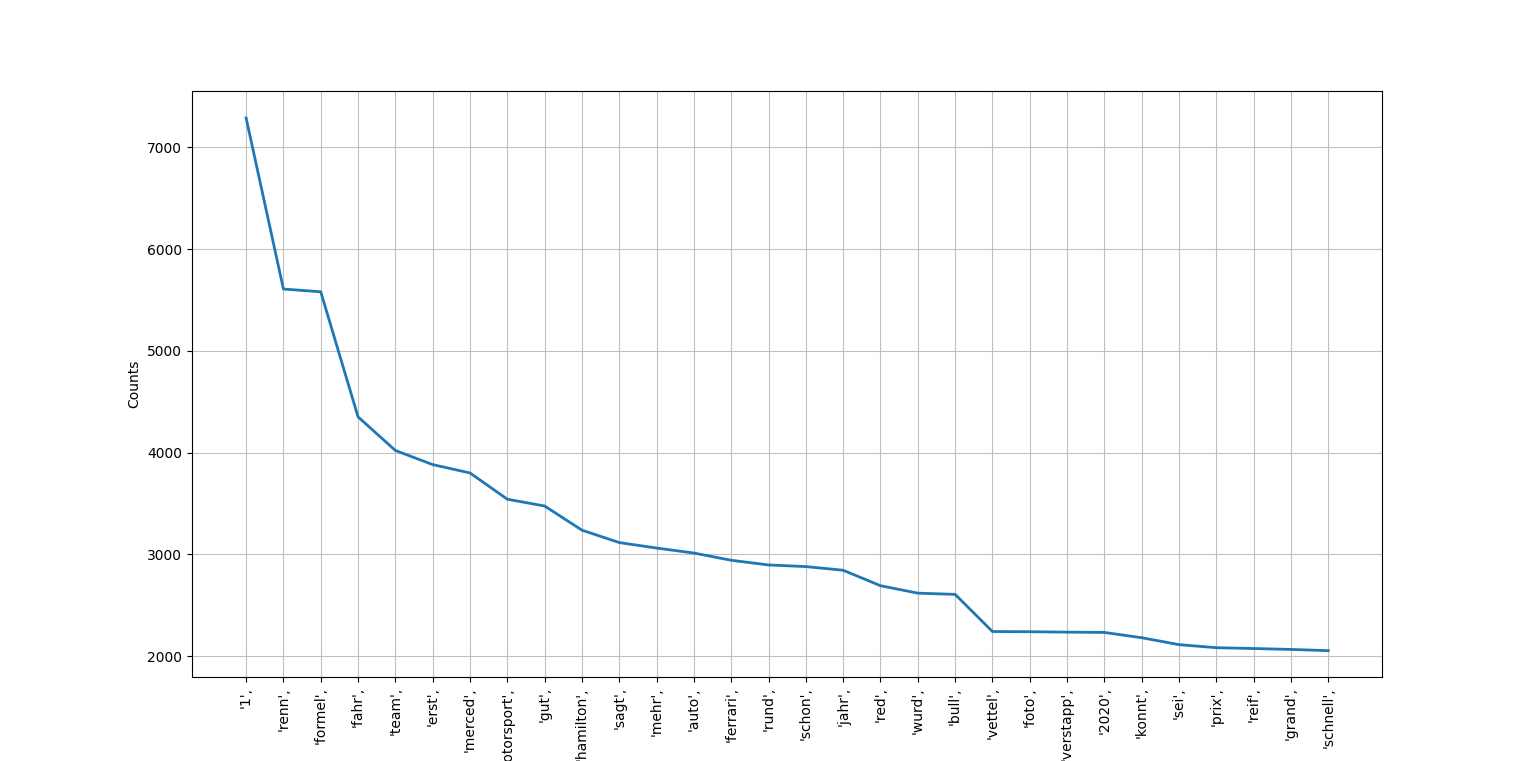 7000
6000
5000
4000
3000
2000
Counts
'1',
'renn',
'formel',
'fahr',
'team',
'erst',
'merced',
otorsport',
'gut',
'hamilton',
'sagt',
'mehr',
'auto',
'ferrari',
'rund',
'schon',
'jahr',
'red',
'wurd',
'bull',
'vettel',
'foto',
'verstapp',
'2020',
'konnt',
'sei',
'prix',
'reif',
'grand',
'schnell',